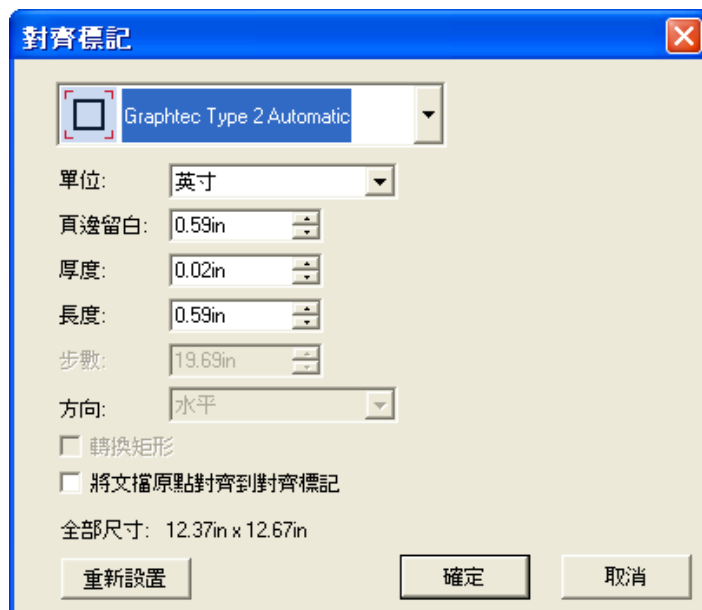 對齊標記
Graphtec Type 2 Automatic
單位: 英寸
頁邊留白: 0.59in
厚度: 0.02in
長度: 0.59in
步數: 19.69in
方向: 水平
轉換矩形
將文檔原點對齊到對齊標記
全部尺寸: 12.37in x 12.67in
重新設置 確定 取消